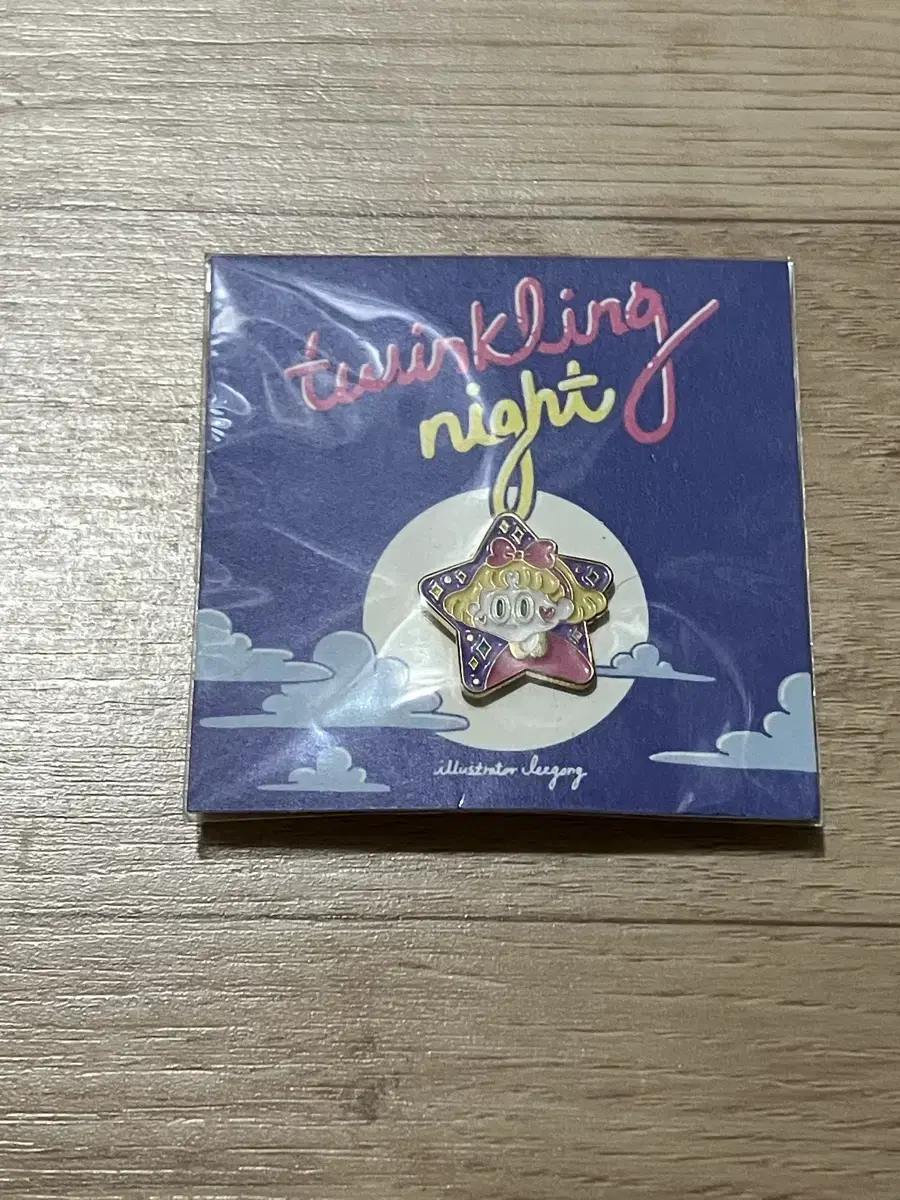 twinkling
night
illustrator leegong